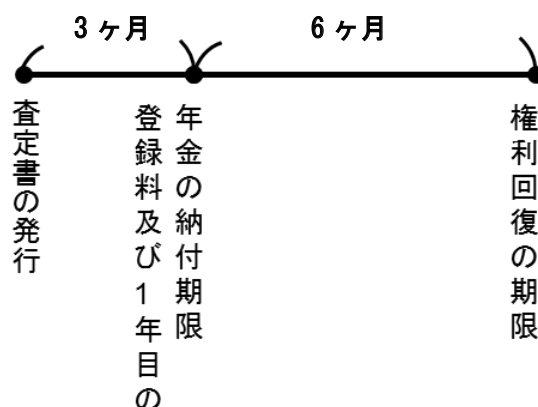 3ヶ月
6ヶ月
査定書の発行
年金の納付期限
登録料及び1年目の
権利回復の期限